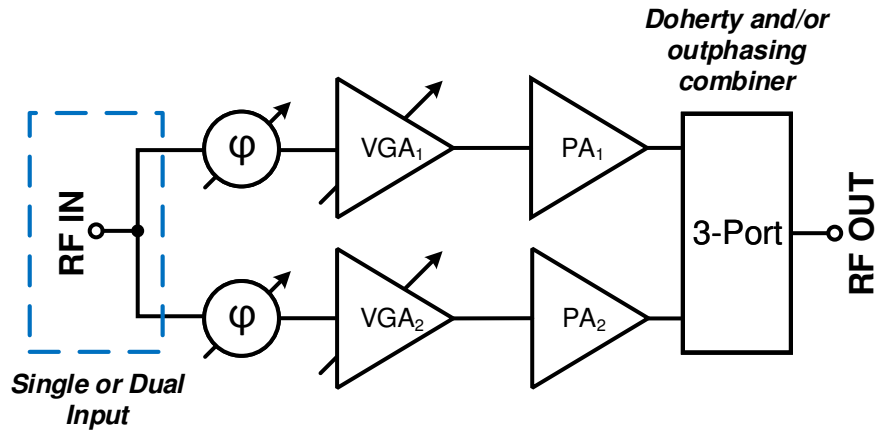 Doherty and/or
outphasing
combiner
RF IN
φ
VGA₁
PA₁
3-Port
RF OUT
φ
VGA₂
PA₂
Single or Dual
Input